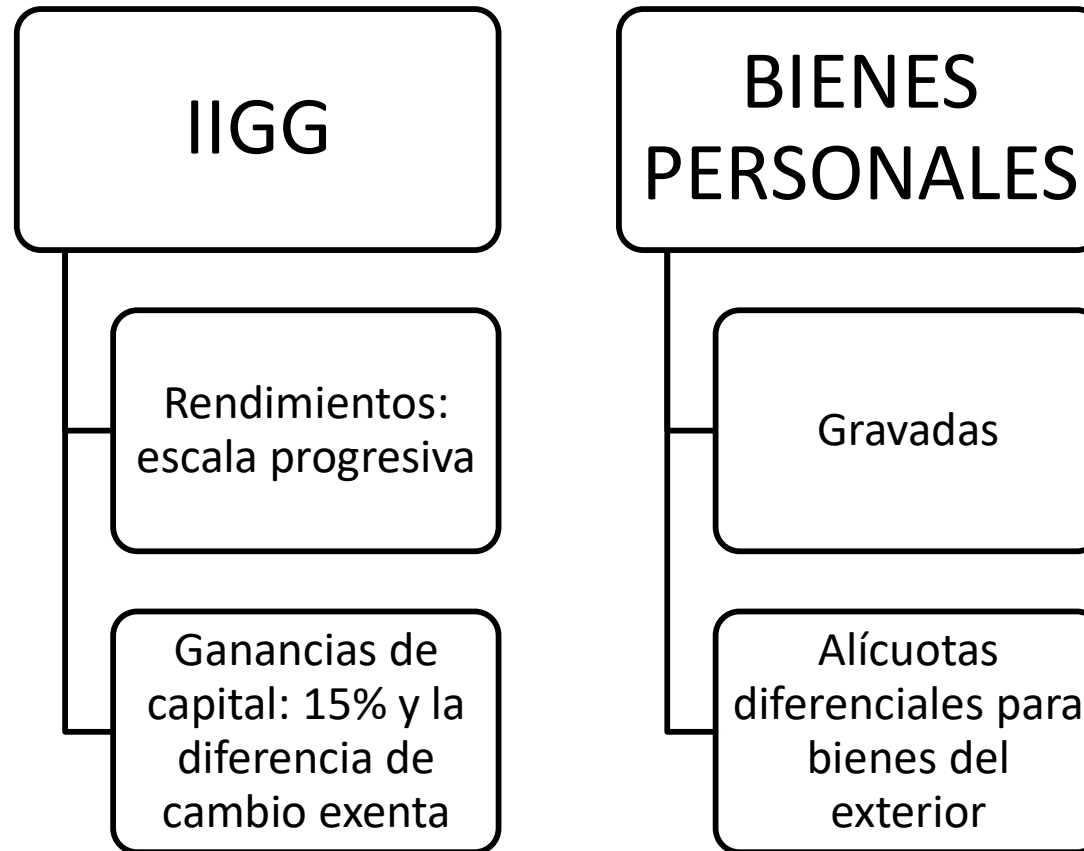 IIGG
Rendimientos:
escala progresiva
Ganancias de
capital: 15% y la
diferencia de
cambio exenta
BIENES
PERSONALES
Gravadas
Alícuotas
diferenciales para
bienes del
exterior